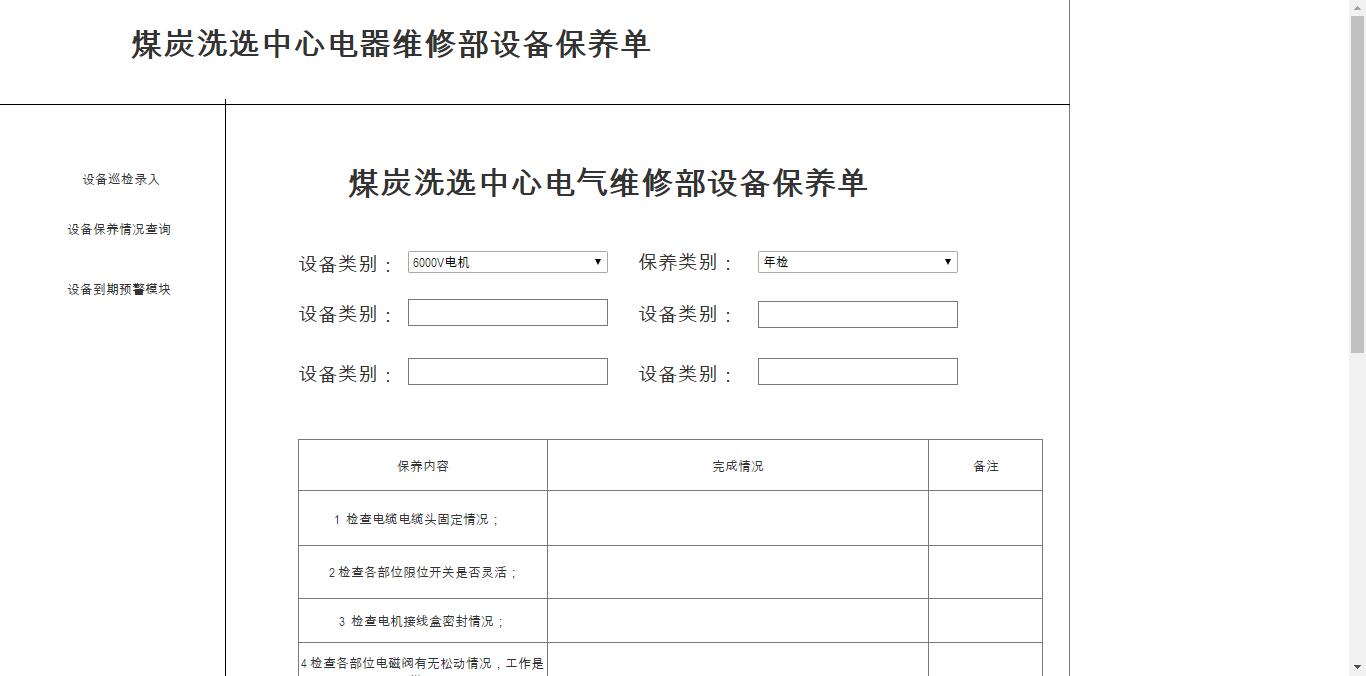 煤炭洗选中心电器维修部设备保养单
设备巡检录入
设备保养情况查询
设备到期预警模块
煤炭洗选中心电气维修部设备保养单
设备类别： 6000V电机 保养类别： 年检
设备类别： 设备类别：
设备类别： 设备类别：
保养内容 完成情况 备注
1 检查电缆电缆头固定情况；
2检查各部位限位开关是否灵活；
3 检查电机接线盒密封情况；
4检查各部位电磁阀有无松动情况，工作是